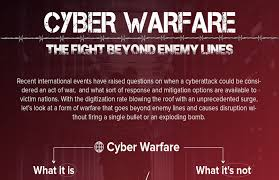 CYBER WARFARE
THE FIGHT BEYOND ENEMY LINES
Recent international events have raised questions on when a cyberattack could be
considered an act of war, and what sort of response and mitigation options are available to
victim nations. With the digitization rate blowing the roof with an unprecedented surge,
let's look at a form of warfare that goes beyond enemy lines and causes disruption wi
thout firing a single bullet or an exploding bomb.
Cyber Warfare
What it is
What it's not